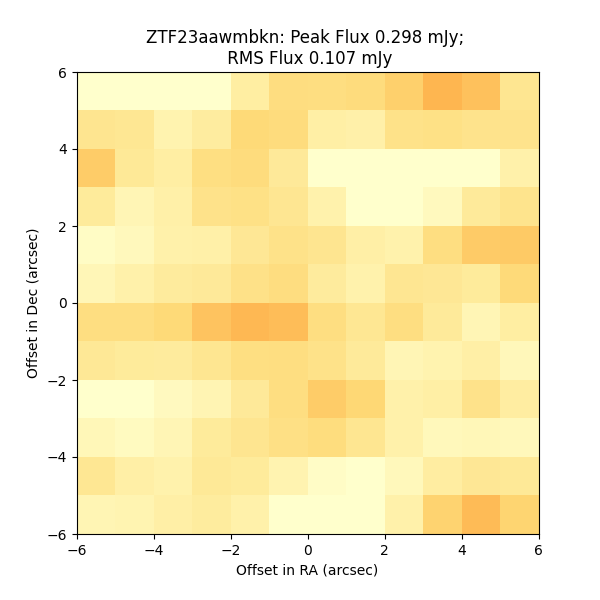 ZTF23aawmbkn: Peak Flux 0.298 mJy;
RMS Flux 0.107 mJy
6
4
2
0
−2
−4
−6
Offset in Dec (arcsec)
−6 −4 −2 0 2 4 6
Offset in RA (arcsec)